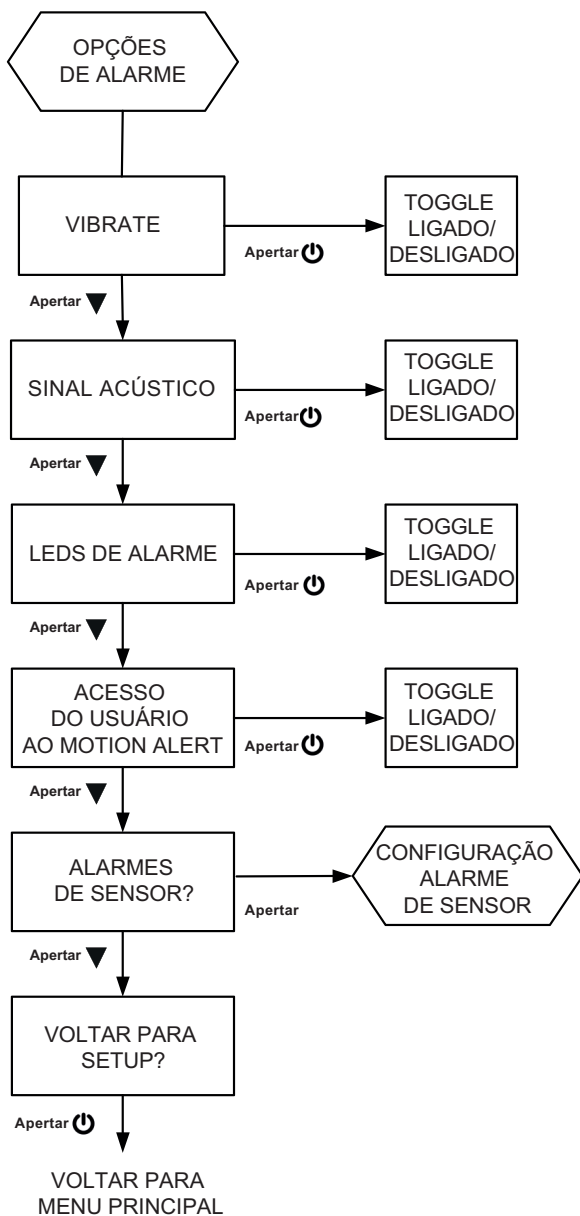 OPÇÕES
DE ALARME
VIBRATE
Apertar
TOGGLE
LIGADO/
DESLIGADO
Apertar
SINAL ACÚSTICO
Apertar
TOGGLE
LIGADO/
DESLIGADO
Apertar
LEDS DE ALARME
Apertar
TOGGLE
LIGADO/
DESLIGADO
Apertar
ACESSO
DO USUÁRIO
AO MOTION ALERT
Apertar
TOGGLE
LIGADO/
DESLIGADO
Apertar
ALARMES
DE SENSOR?
Apertar
CONFIGURAÇÃO
ALARME
DE SENSOR
Apertar
VOLTAR PARA
SETUP?
Apertar
VOLTAR PARA
MENU PRINCIPAL